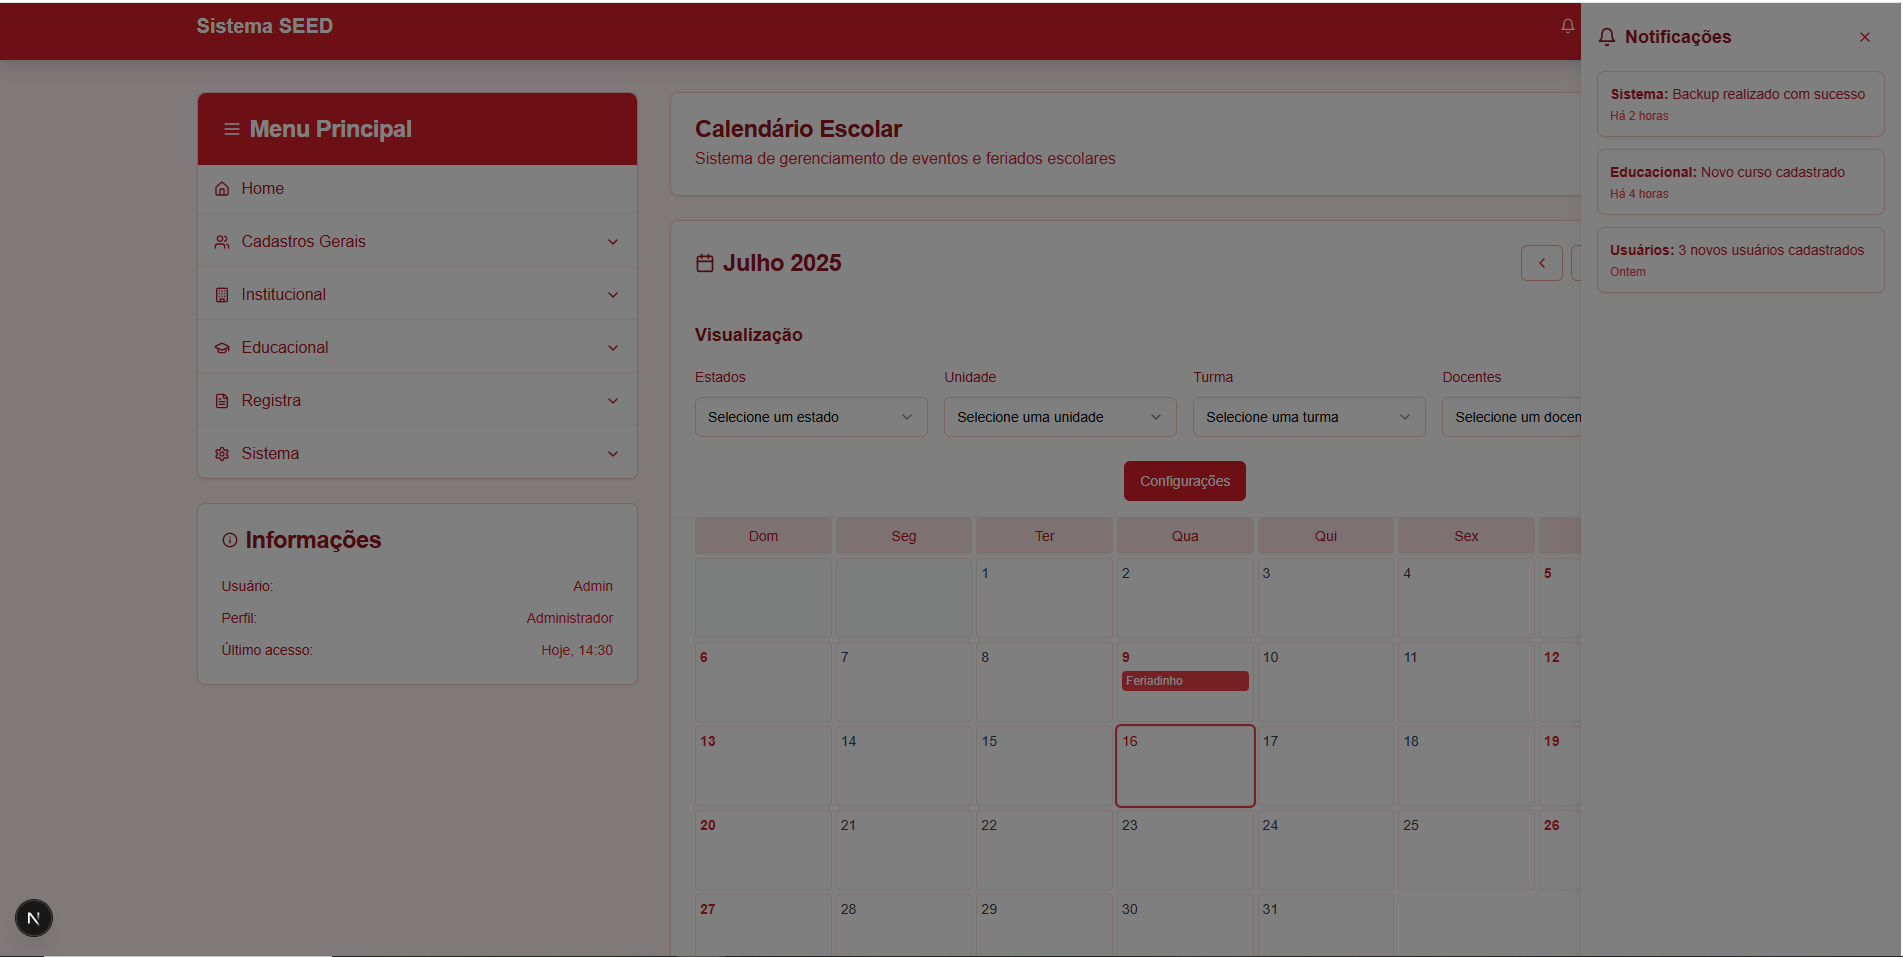 Sistema SEED
Menu Principal
Home
Cadastros Gerais
Institucional
Educacional
Registra
Sistema
Informações
Usuário: Admin
Perfil: Administrador
Último acesso: Hoje, 14:30
Calendário Escolar
Sistema de gerenciamento de eventos e feriados escolares
Julho 2025
Visualização
Estados Unidade Turma Docentes
Selecione um estado Selecione uma unidade Selecione uma turma Selecione um docen
Configurações
Dom Seg Ter Qua Qui Sex
1 2 3 4 5
6 7 8 9 10 11 12
Feriadinho
13 14 15 16 17 18 19
20 21 22 23 24 25 26
27 28 29 30 31
Notificações
Sistema: Backup realizado com sucesso
Há 2 horas
Educacional: Novo curso cadastrado
Há 4 horas
Usuários: 3 novos usuários cadastrados
Ontem
N